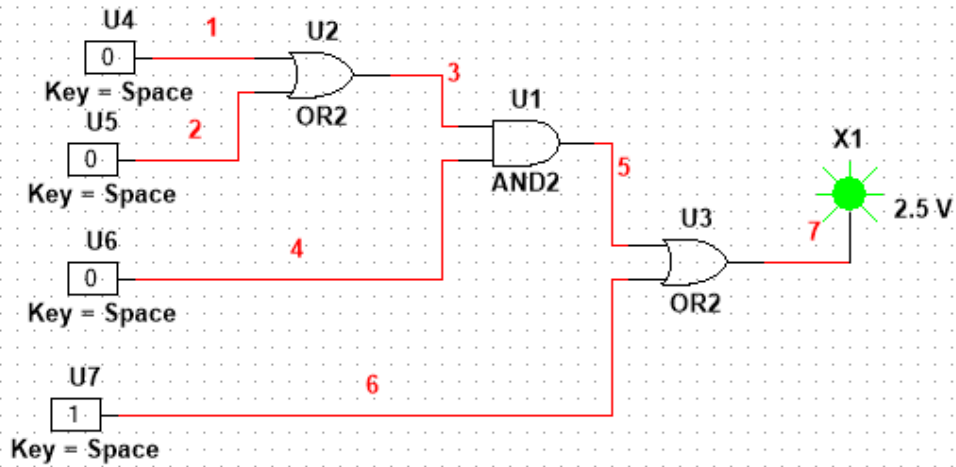 U4
1
0
Key = Space
U2
OR2
3
U5
2
0
Key = Space
U1
AND2
5
X1
2.5 V
U6
4
0
Key = Space
U3
OR2
7
U7
6
1
Key = Space